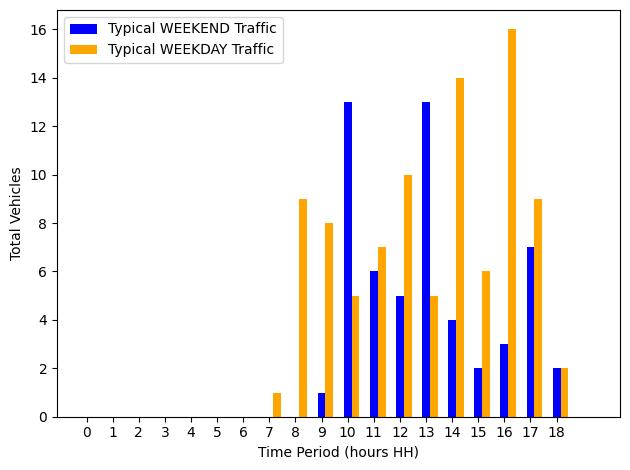 Typical WEEKEND Traffic
Typical WEEKDAY Traffic
16
14
12
10
8
6
4
2
0
Total Vehicles
0 1 2 3 4 5 6 7 8 9 10 11 12 13 14 15 16 17 18
Time Period (hours HH)